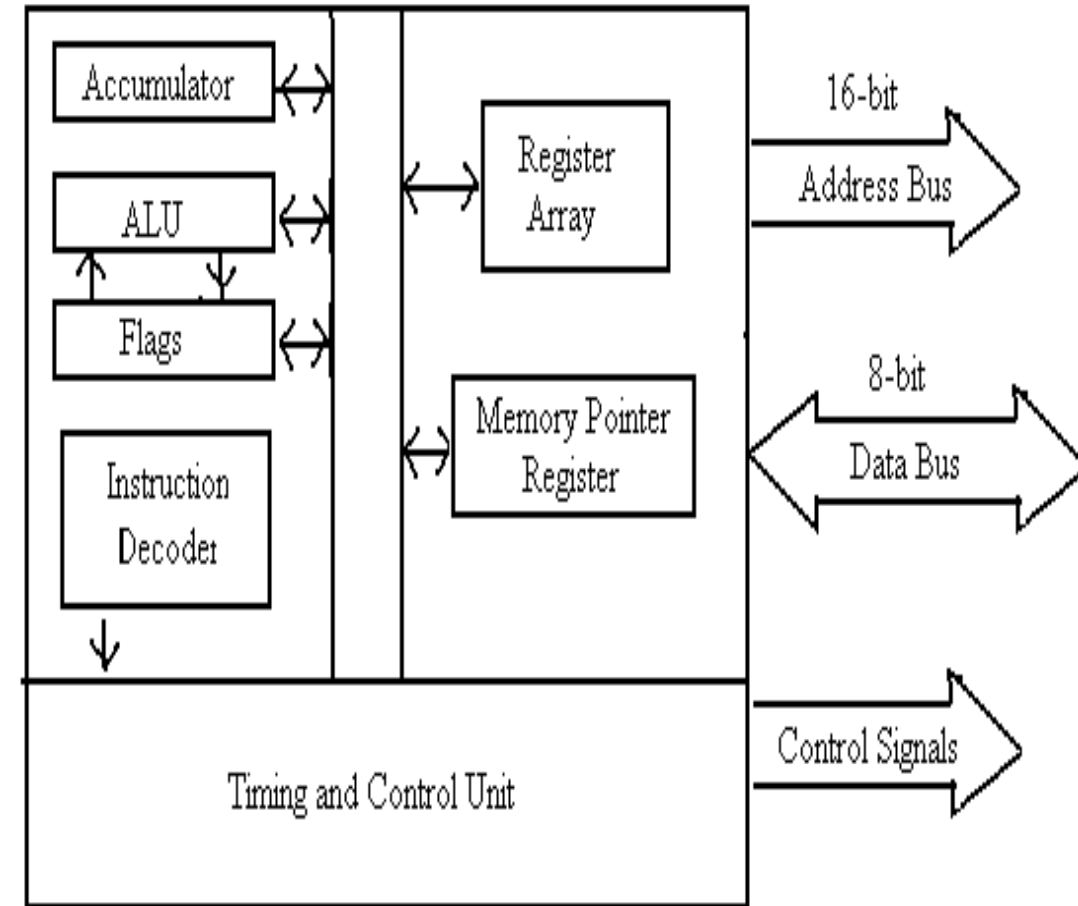 Accumulator
ALU
Flags
Instruction
Decoder
Register
Array
Memory Pointer
Register
Timing and Control Unit
16-bit
Address Bus
8-bit
Data Bus
Control Signals